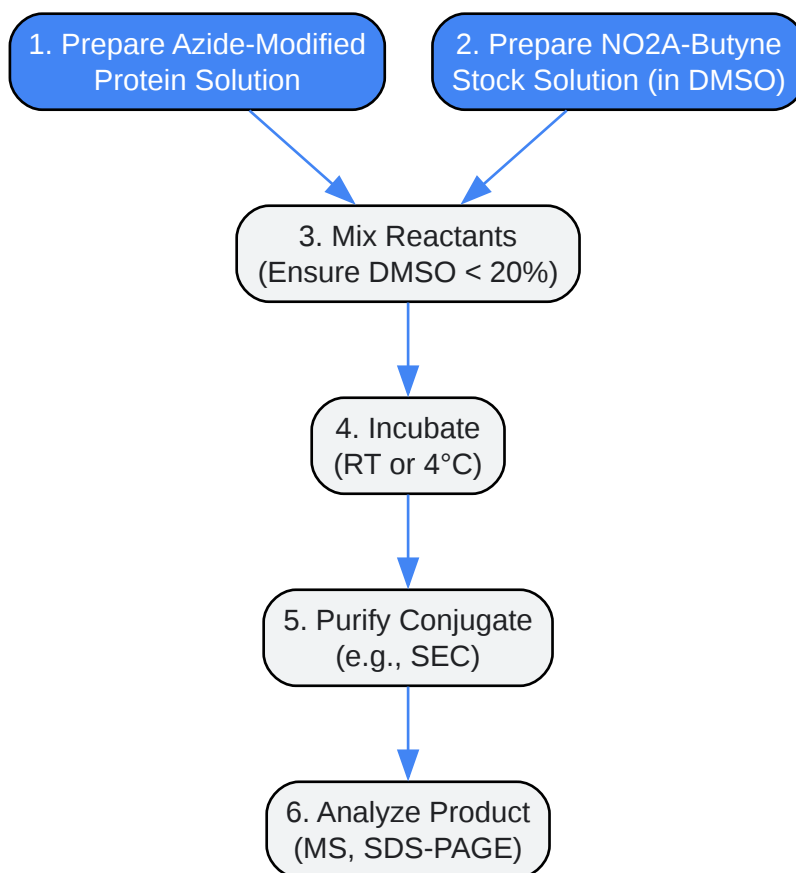 1. Prepare Azide-Modified
Protein Solution
2. Prepare NO2A-Butyne
Stock Solution (in DMSO)
3. Mix Reactants
(Ensure DMSO < 20%)
4. Incubate
(RT or 4°C)
5. Purify Conjugate
(e.g., SEC)
6. Analyze Product
(MS, SDS-PAGE)